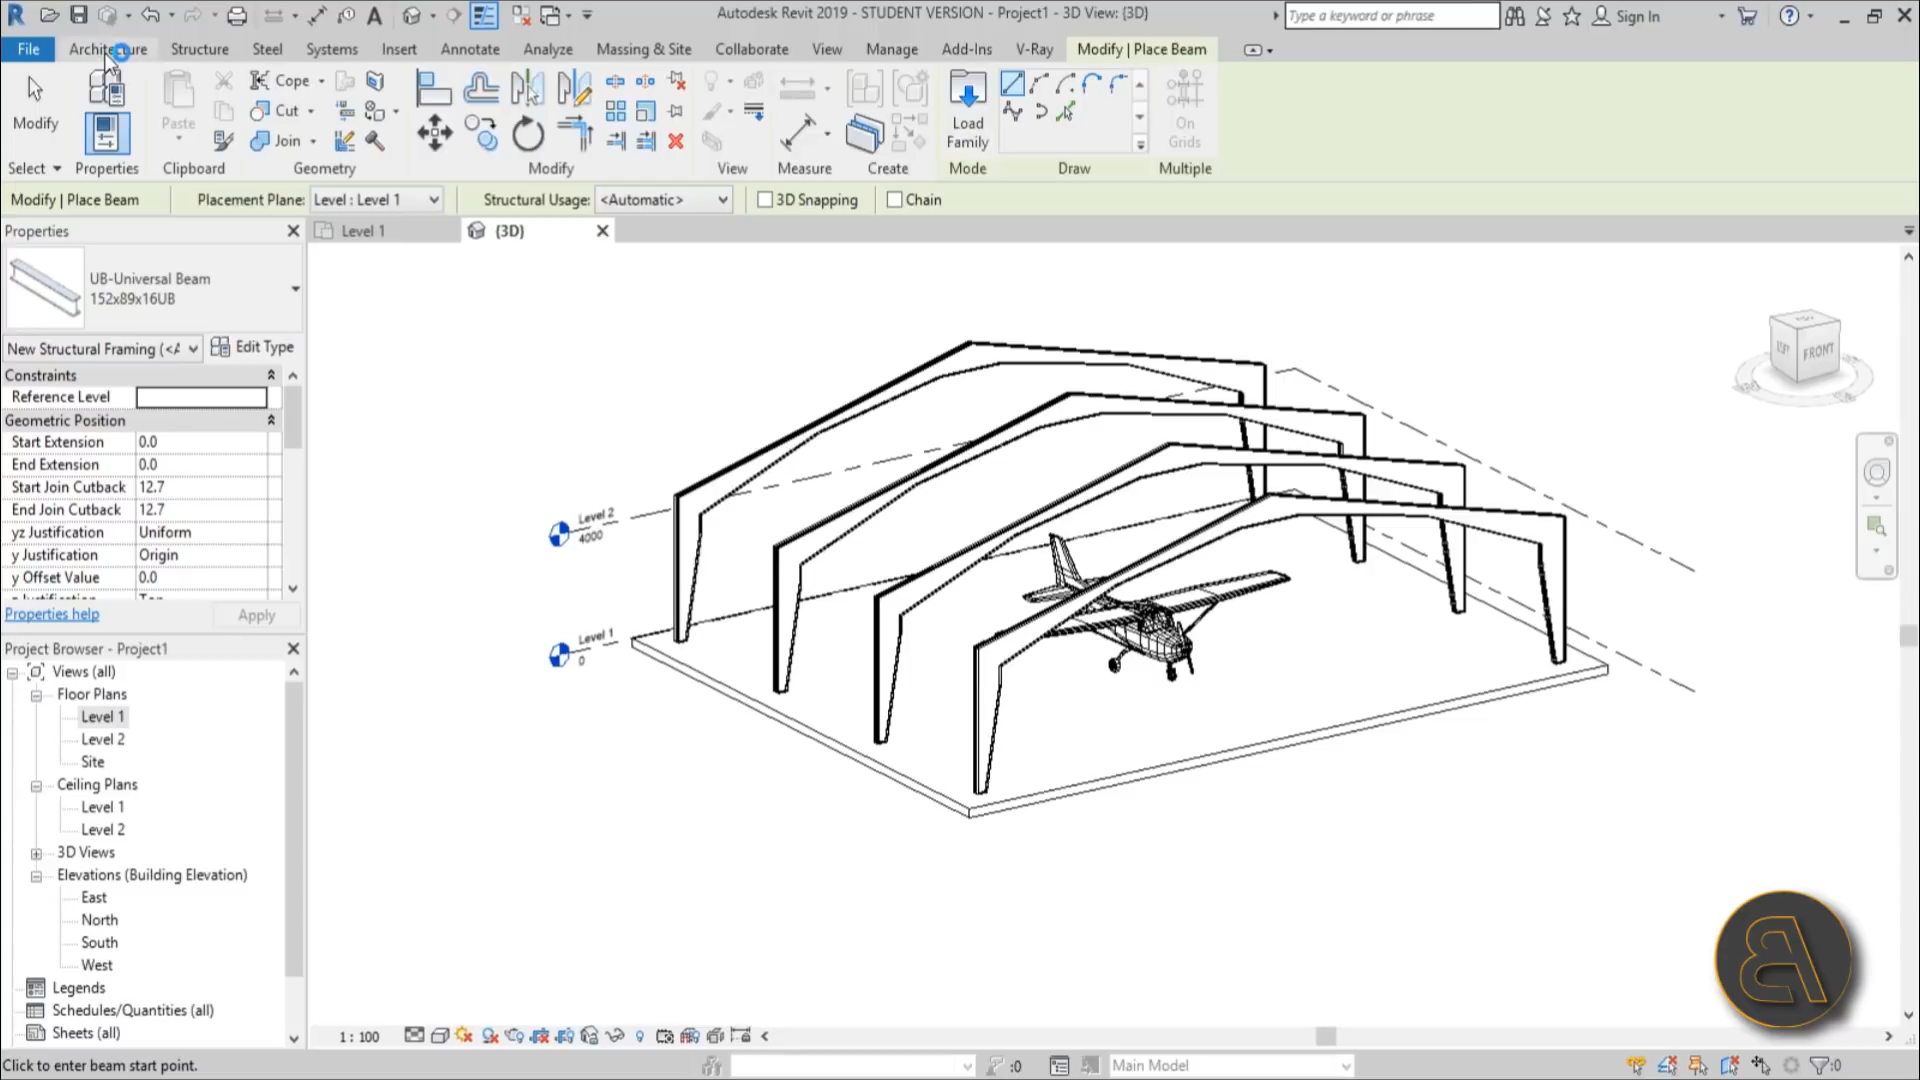 Autodesk Revit 2019 - STUDENT VERSION - Project1 - 3D View: {3D}
Type a keyword or phrase
Sign In
File Architecture Structure Steel Systems Insert Annotate Analyze Massing & Site Collaborate View Manage Add-Ins V-Ray Modify | Place Beam
Modify
Paste
Cope
Cut
Join
Load
Family
On
Grids
Select Properties Clipboard Geometry Modify View Measure Create Mode Draw Multiple
Modify | Place Beam Placement Plane: Level : Level 1 Structural Usage: <Automatic> 3D Snapping Chain
Properties
Level 1
{3D}
UB-Universal Beam
152x89x16UB
New Structural Framing (<A Edit Type
Constraints
Reference Level
Geometric Position
Start Extension 0.0
End Extension 0.0
Start Join Cutback 12.7
End Join Cutback 12.7
yz Justification Uniform
y Justification Origin
y Offset Value 0.0
Properties help Apply
Project Browser - Project1
Views (all)
Floor Plans
Level 1
Level 2
Site
Ceiling Plans
Level 1
Level 2
3D Views
Elevations (Building Elevation)
East
North
South
West
Legends
Schedules/Quantities (all)
Sheets (all)
Level 2
4000
Level 1
0
FRONT
1 : 100
Click to enter beam start point.
:0
Main Model
:0